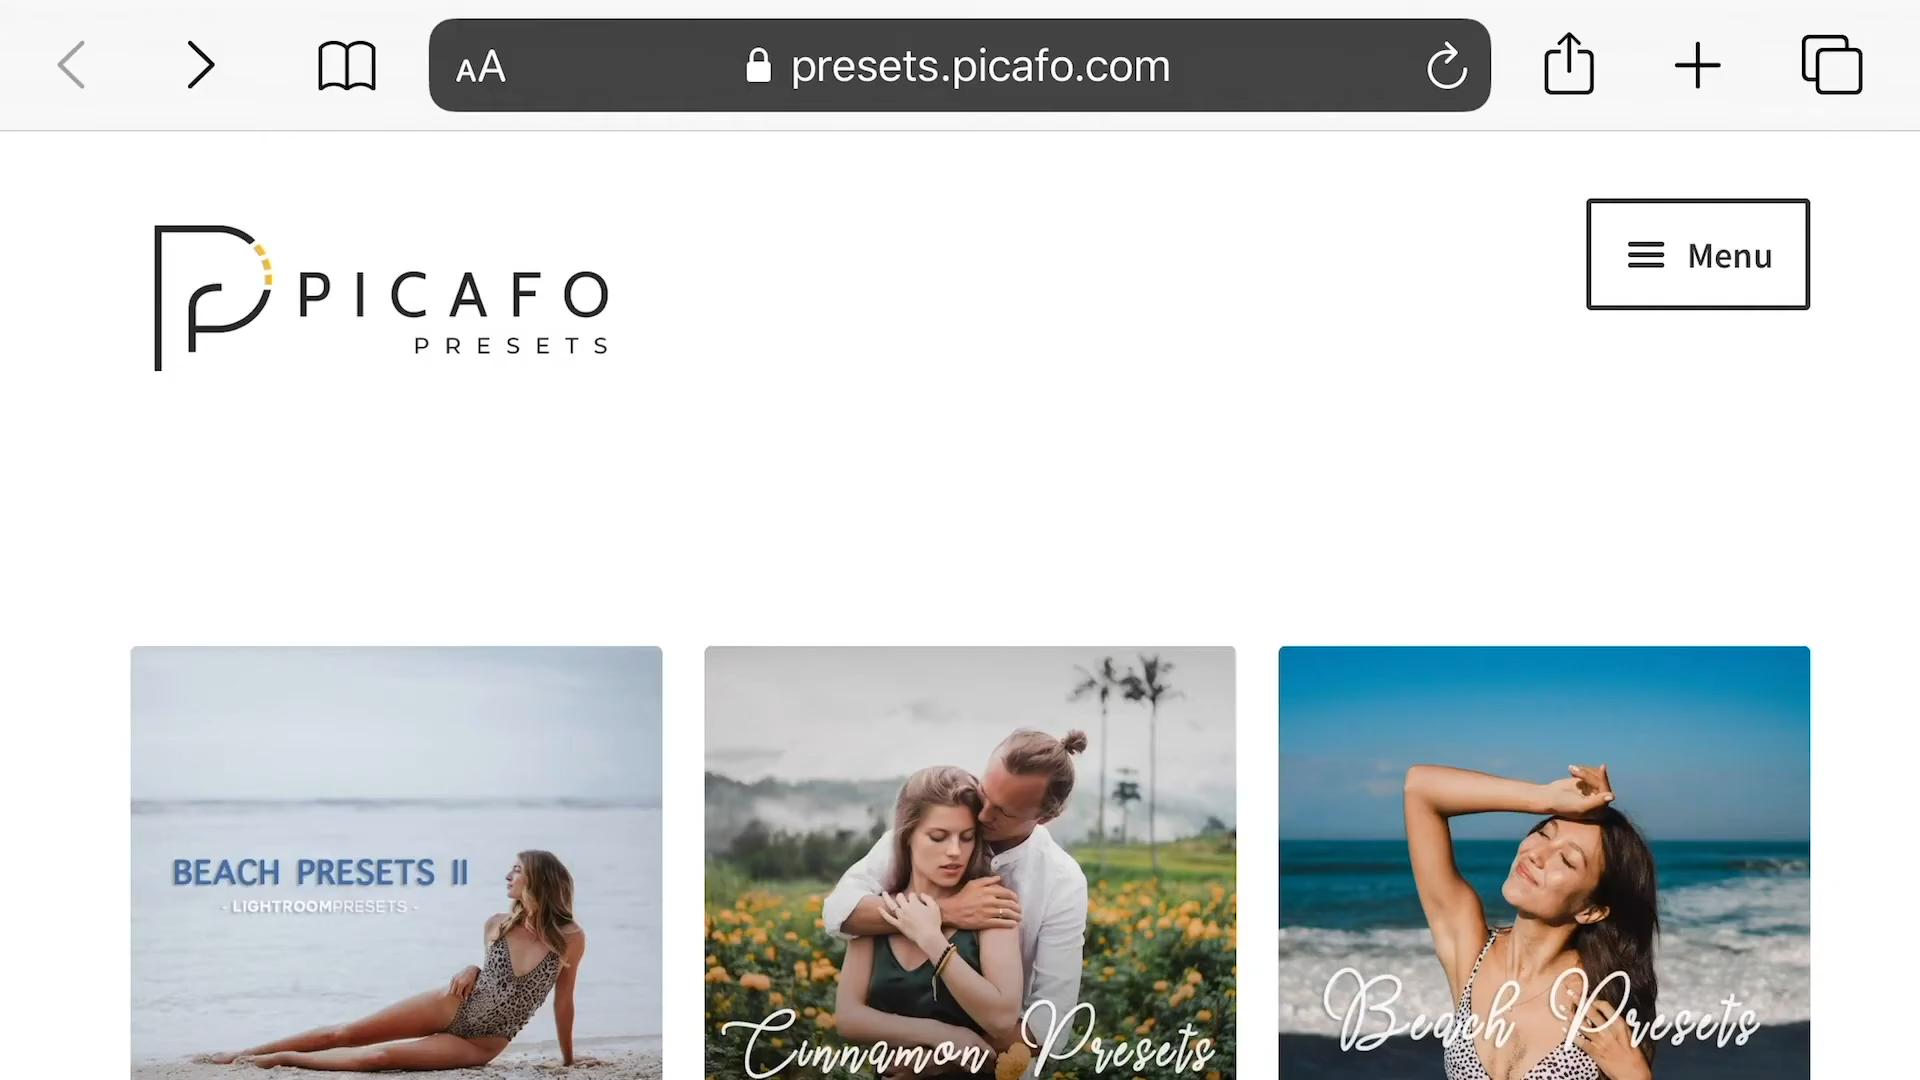 AA
presets.picafo.com
PICAFO
PRESETS
Menu
BEACH PRESETS II
- LIGHTROOMPRESETS -
Cinnamon Presets
Beach Presets